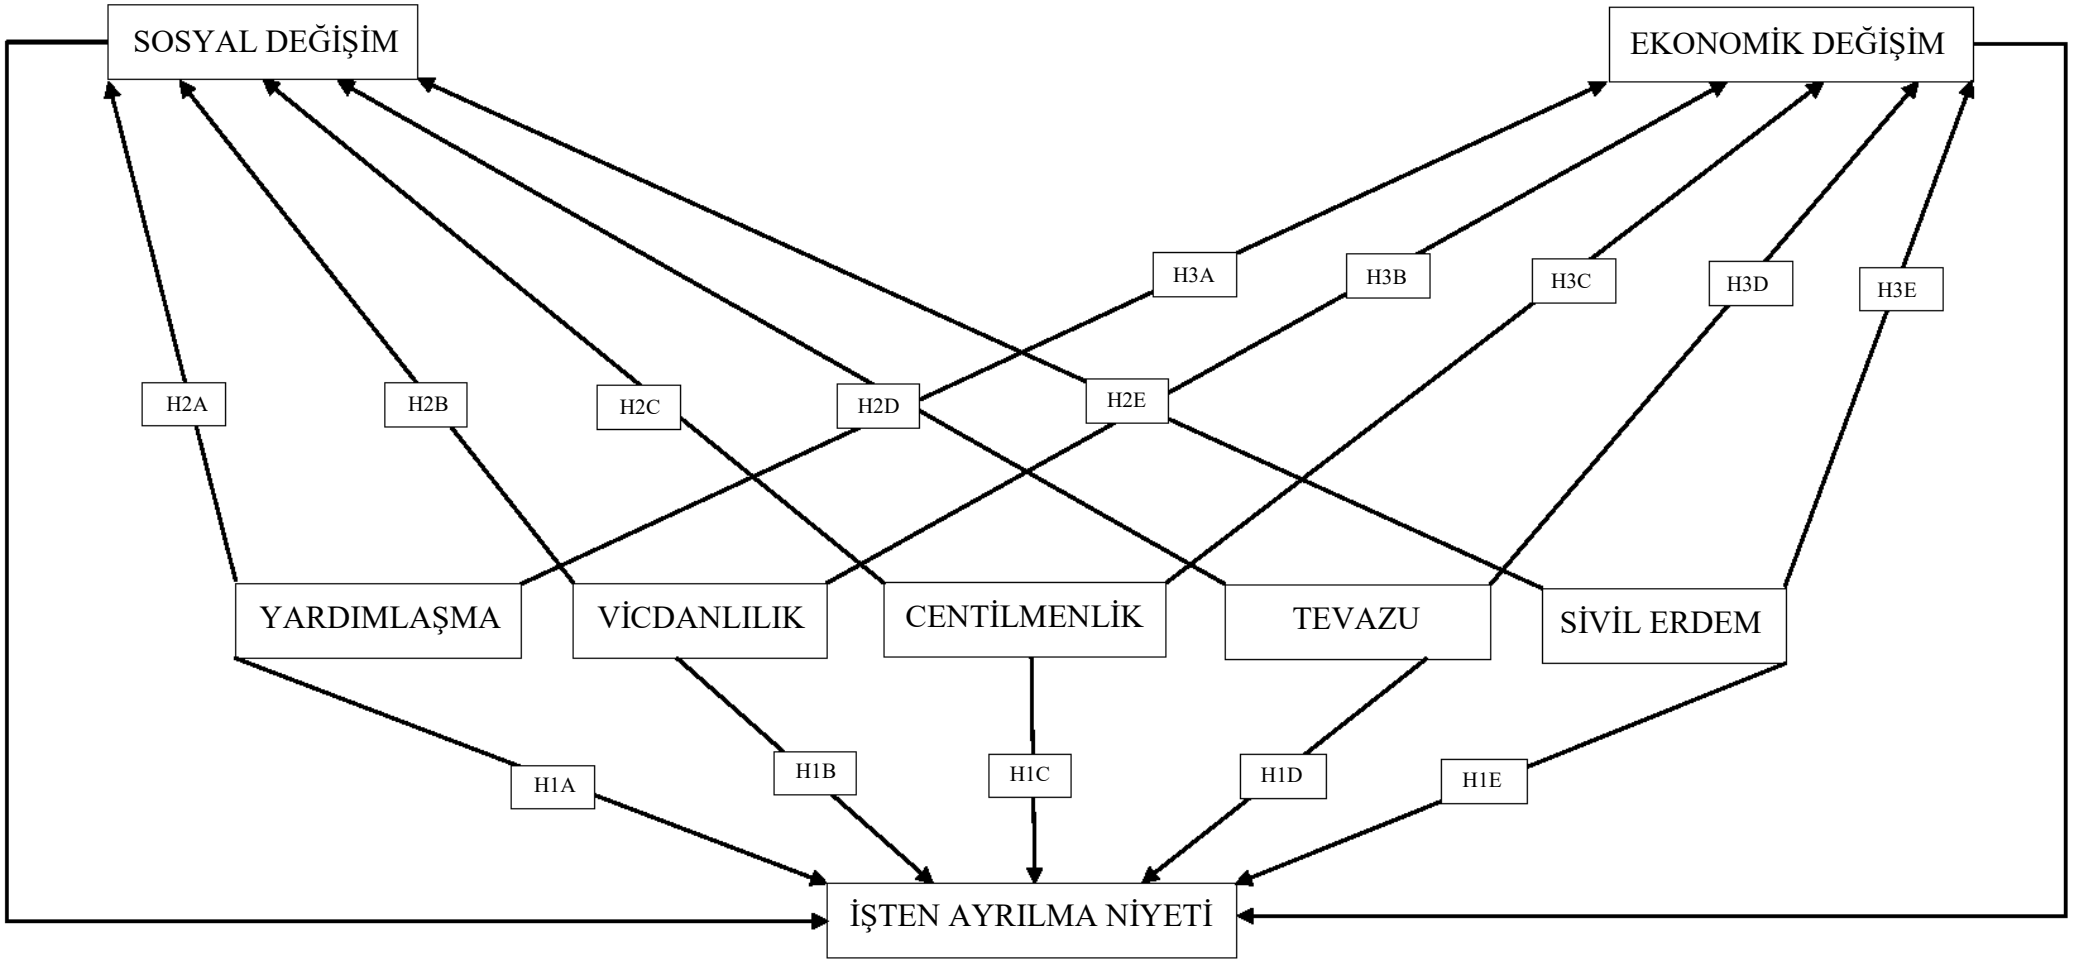 SOSYAL DEĞİŞİM
EKONOMİK DEĞİŞİM
H3A
H3B
H3C
H3D
H3E
H2A
H2B
H2C
H2D
H2E
YARDIMLAŞMA
VİCDANLILIK
CENTİLMENLİK
TEVAZU
SİVİL ERDEM
H1A
H1B
H1C
H1D
H1E
İŞTEN AYRILMA NİYETİ